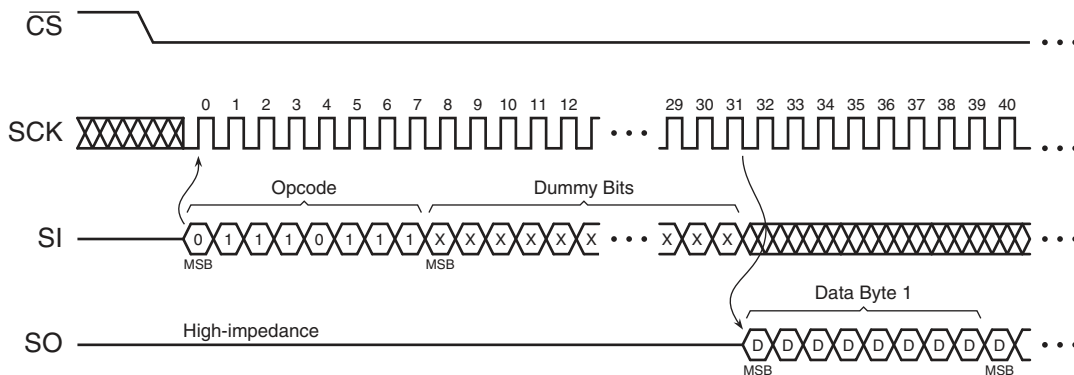 CS
0 1 2 3 4 5 6 7 8 9 10 11 12 29 30 31 32 33 34 35 36 37 38 39 40
SCK
Opcode Dummy Bits
SI 0 1 1 1 0 1 1 1 X X X X X X X X X
MSB MSB
Data Byte 1
High-impedance
SO D D D D D D D D D
MSB MSB